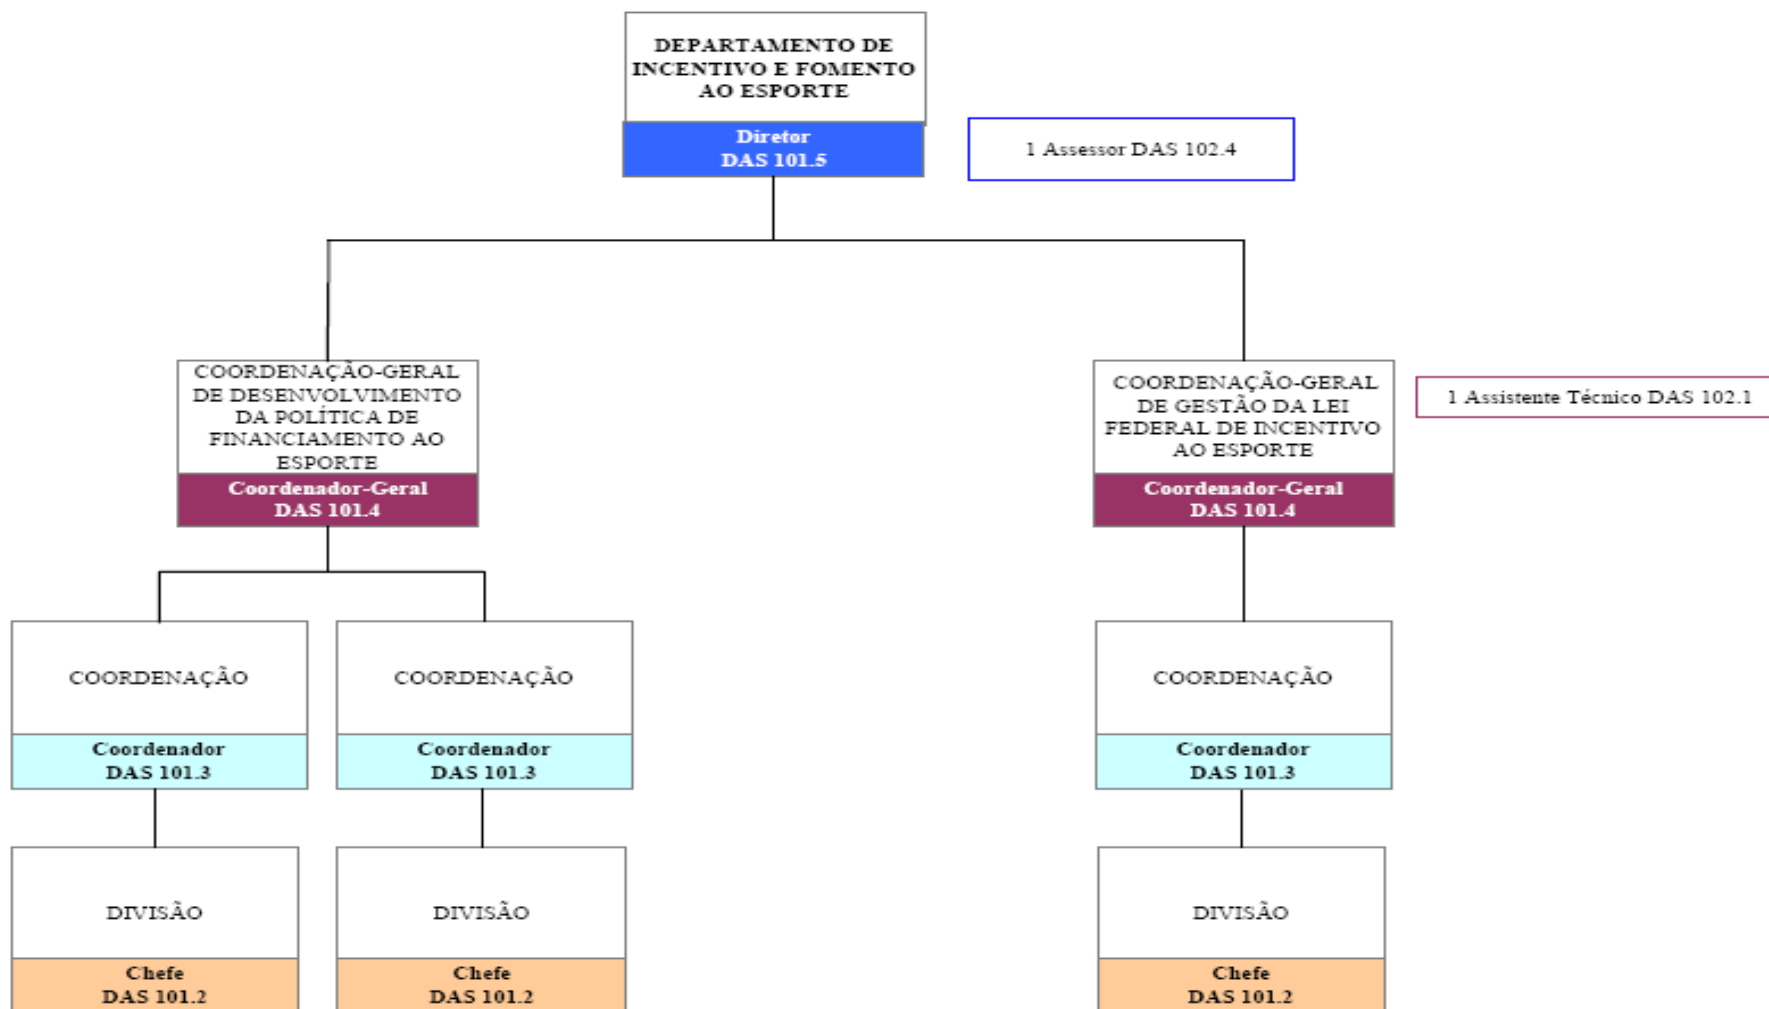 DEPARTAMENTO DE
INCENTIVO E FOMENTO
AO ESPORTE
Diretor
DAS 101.5
1 Assessor DAS 102.4
COORDENAÇÃO-GERAL
DE DESENVOLVIMENTO
DA POLÍTICA DE
FINANCIAMENTO AO
ESPORTE
Coordenador-Geral
DAS 101.4
COORDENAÇÃO-GERAL
DE GESTÃO DA LEI
FEDERAL DE INCENTIVO
AO ESPORTE
Coordenador-Geral
DAS 101.4
1 Assistente Técnico DAS 102.1
COORDENAÇÃO
Coordenador
DAS 101.3
COORDENAÇÃO
Coordenador
DAS 101.3
COORDENAÇÃO
Coordenador
DAS 101.3
DIVISÃO
Chefe
DAS 101.2
DIVISÃO
Chefe
DAS 101.2
DIVISÃO
Chefe
DAS 101.2